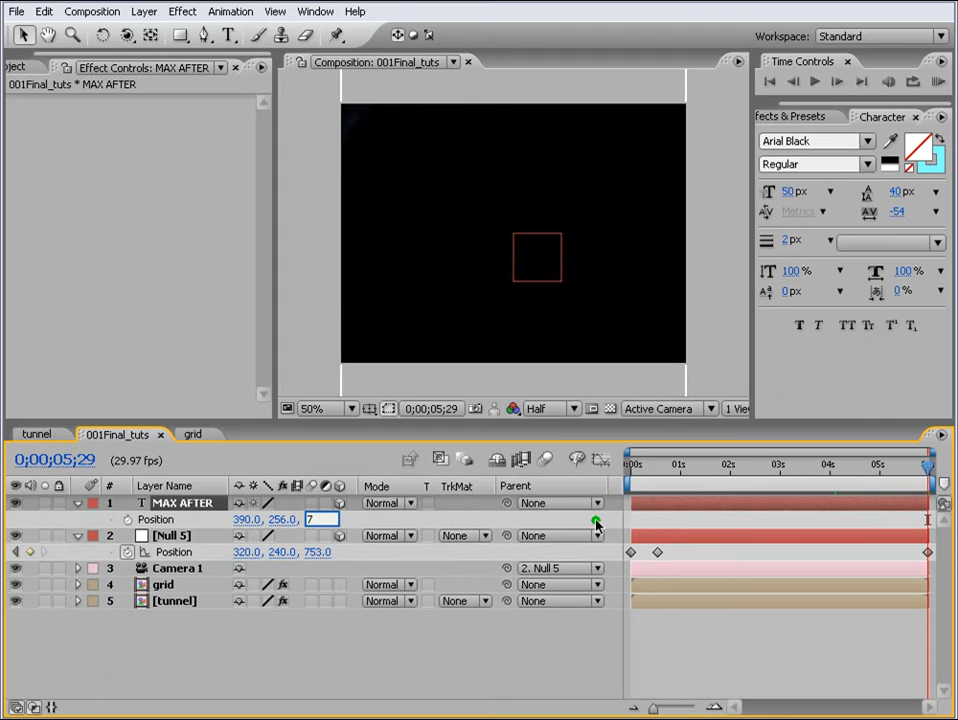 File Edit Composition Layer Effect Animation View Window Help
Workspace: Standard
oject Effect Controls: MAX AFTER
001Final_tuts * MAX AFTER
Composition: 001Final_tuts
Time Controls
fects & Presets Character
Arial Black
Regular
50 px 40 px
Metrics -54
2 px
100 % 100 %
0 px 0 %
T T TT Tr T¹ T₁
50% 0;00;05;29 Half Active Camera 1 Vie
tunnel 001Final_tuts grid
0;00;05;29 (29.97 fps)
# Layer Name Mode T TrkMat Parent
0:00s 01s 02s 03s 04s 05s
1 T MAX AFTER Normal None
Position 390.0, 256.0, 7
2 [Null 5] Normal None None
Position 320.0, 240.0, 753.0
3 Camera 1 2. Null 5
4 grid Normal None None
5 [tunnel] Normal None None